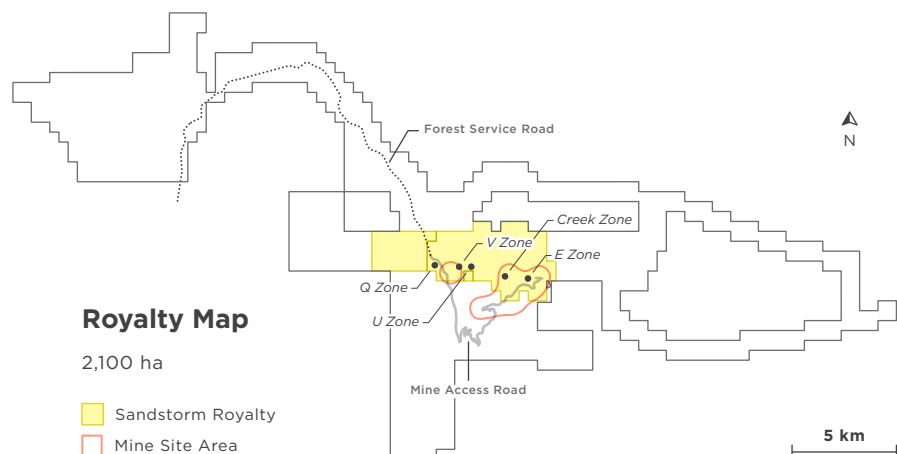 Forest Service Road
N
Creek Zone
V Zone
E Zone
Q Zone
U Zone
Royalty Map
2,100 ha
Mine Access Road
Sandstorm Royalty
Mine Site Area
5 km